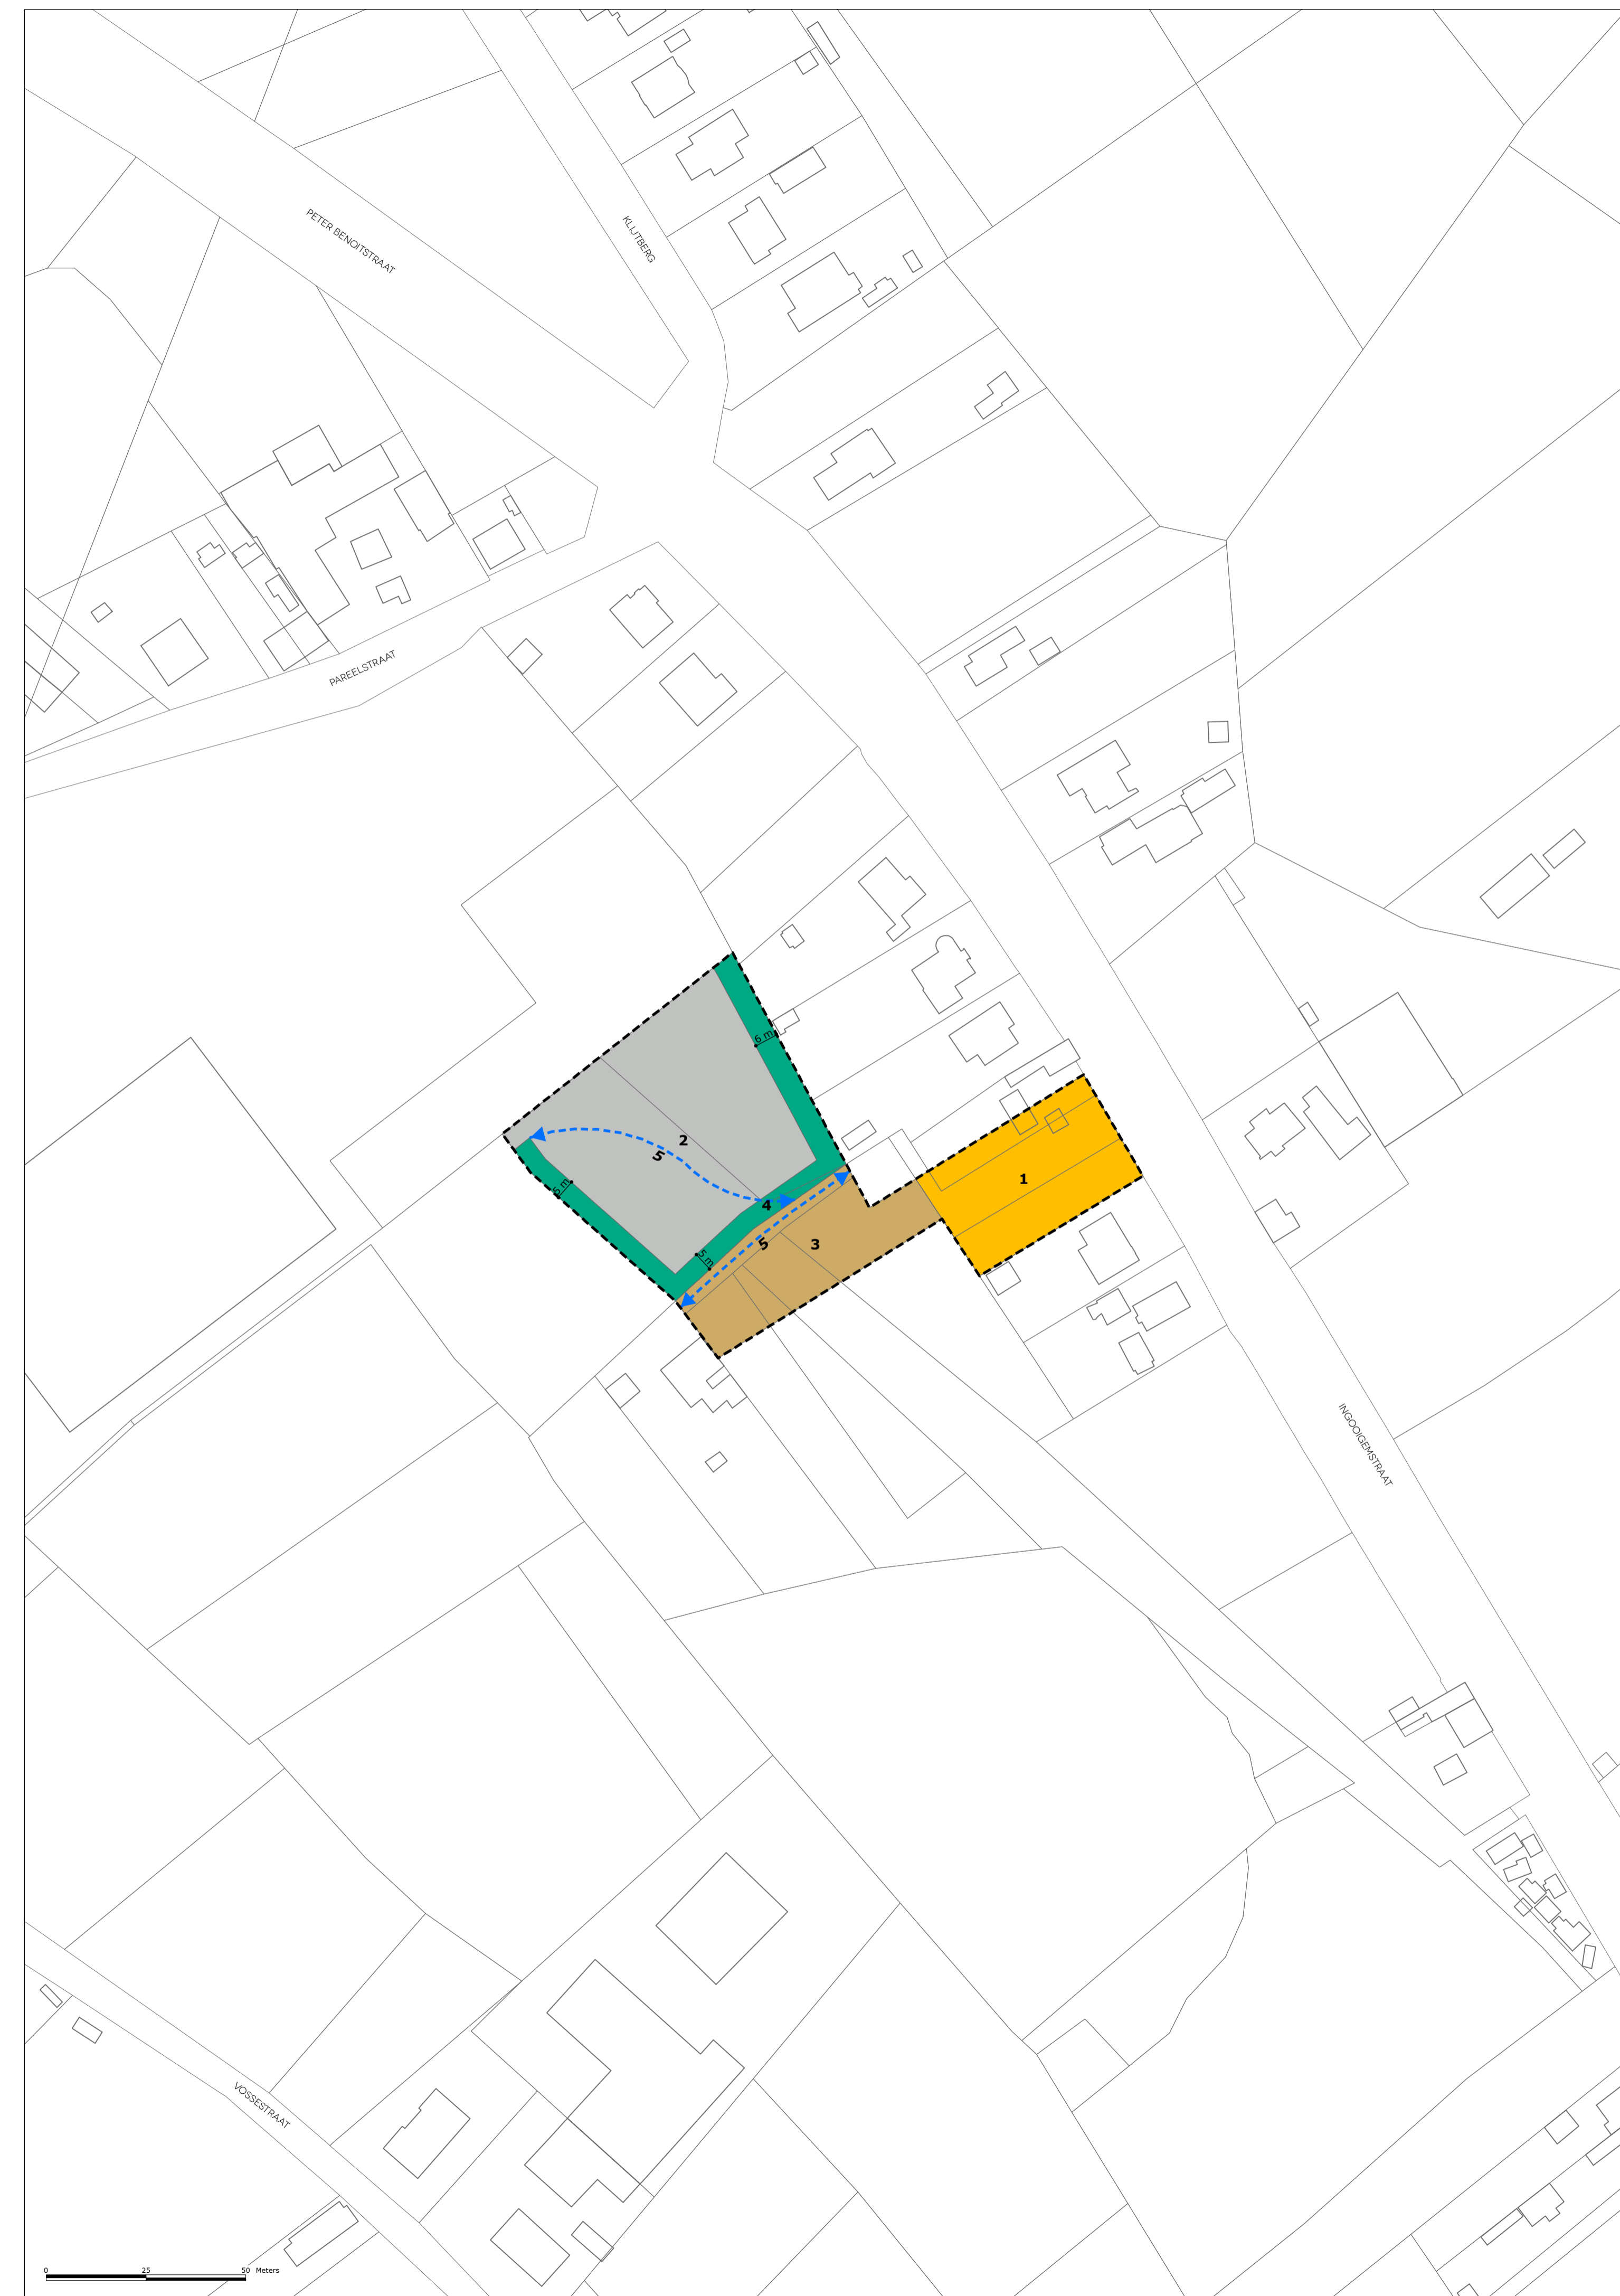 PETER BENOITSTRAAT
KLIJTBERG
PAREELSTRAAT
6 m
2
5
1
5 m
4
5
3
5 m
INGOOIGEMSTRAAT
VOSSESTRAAT
0 25 50 Meters